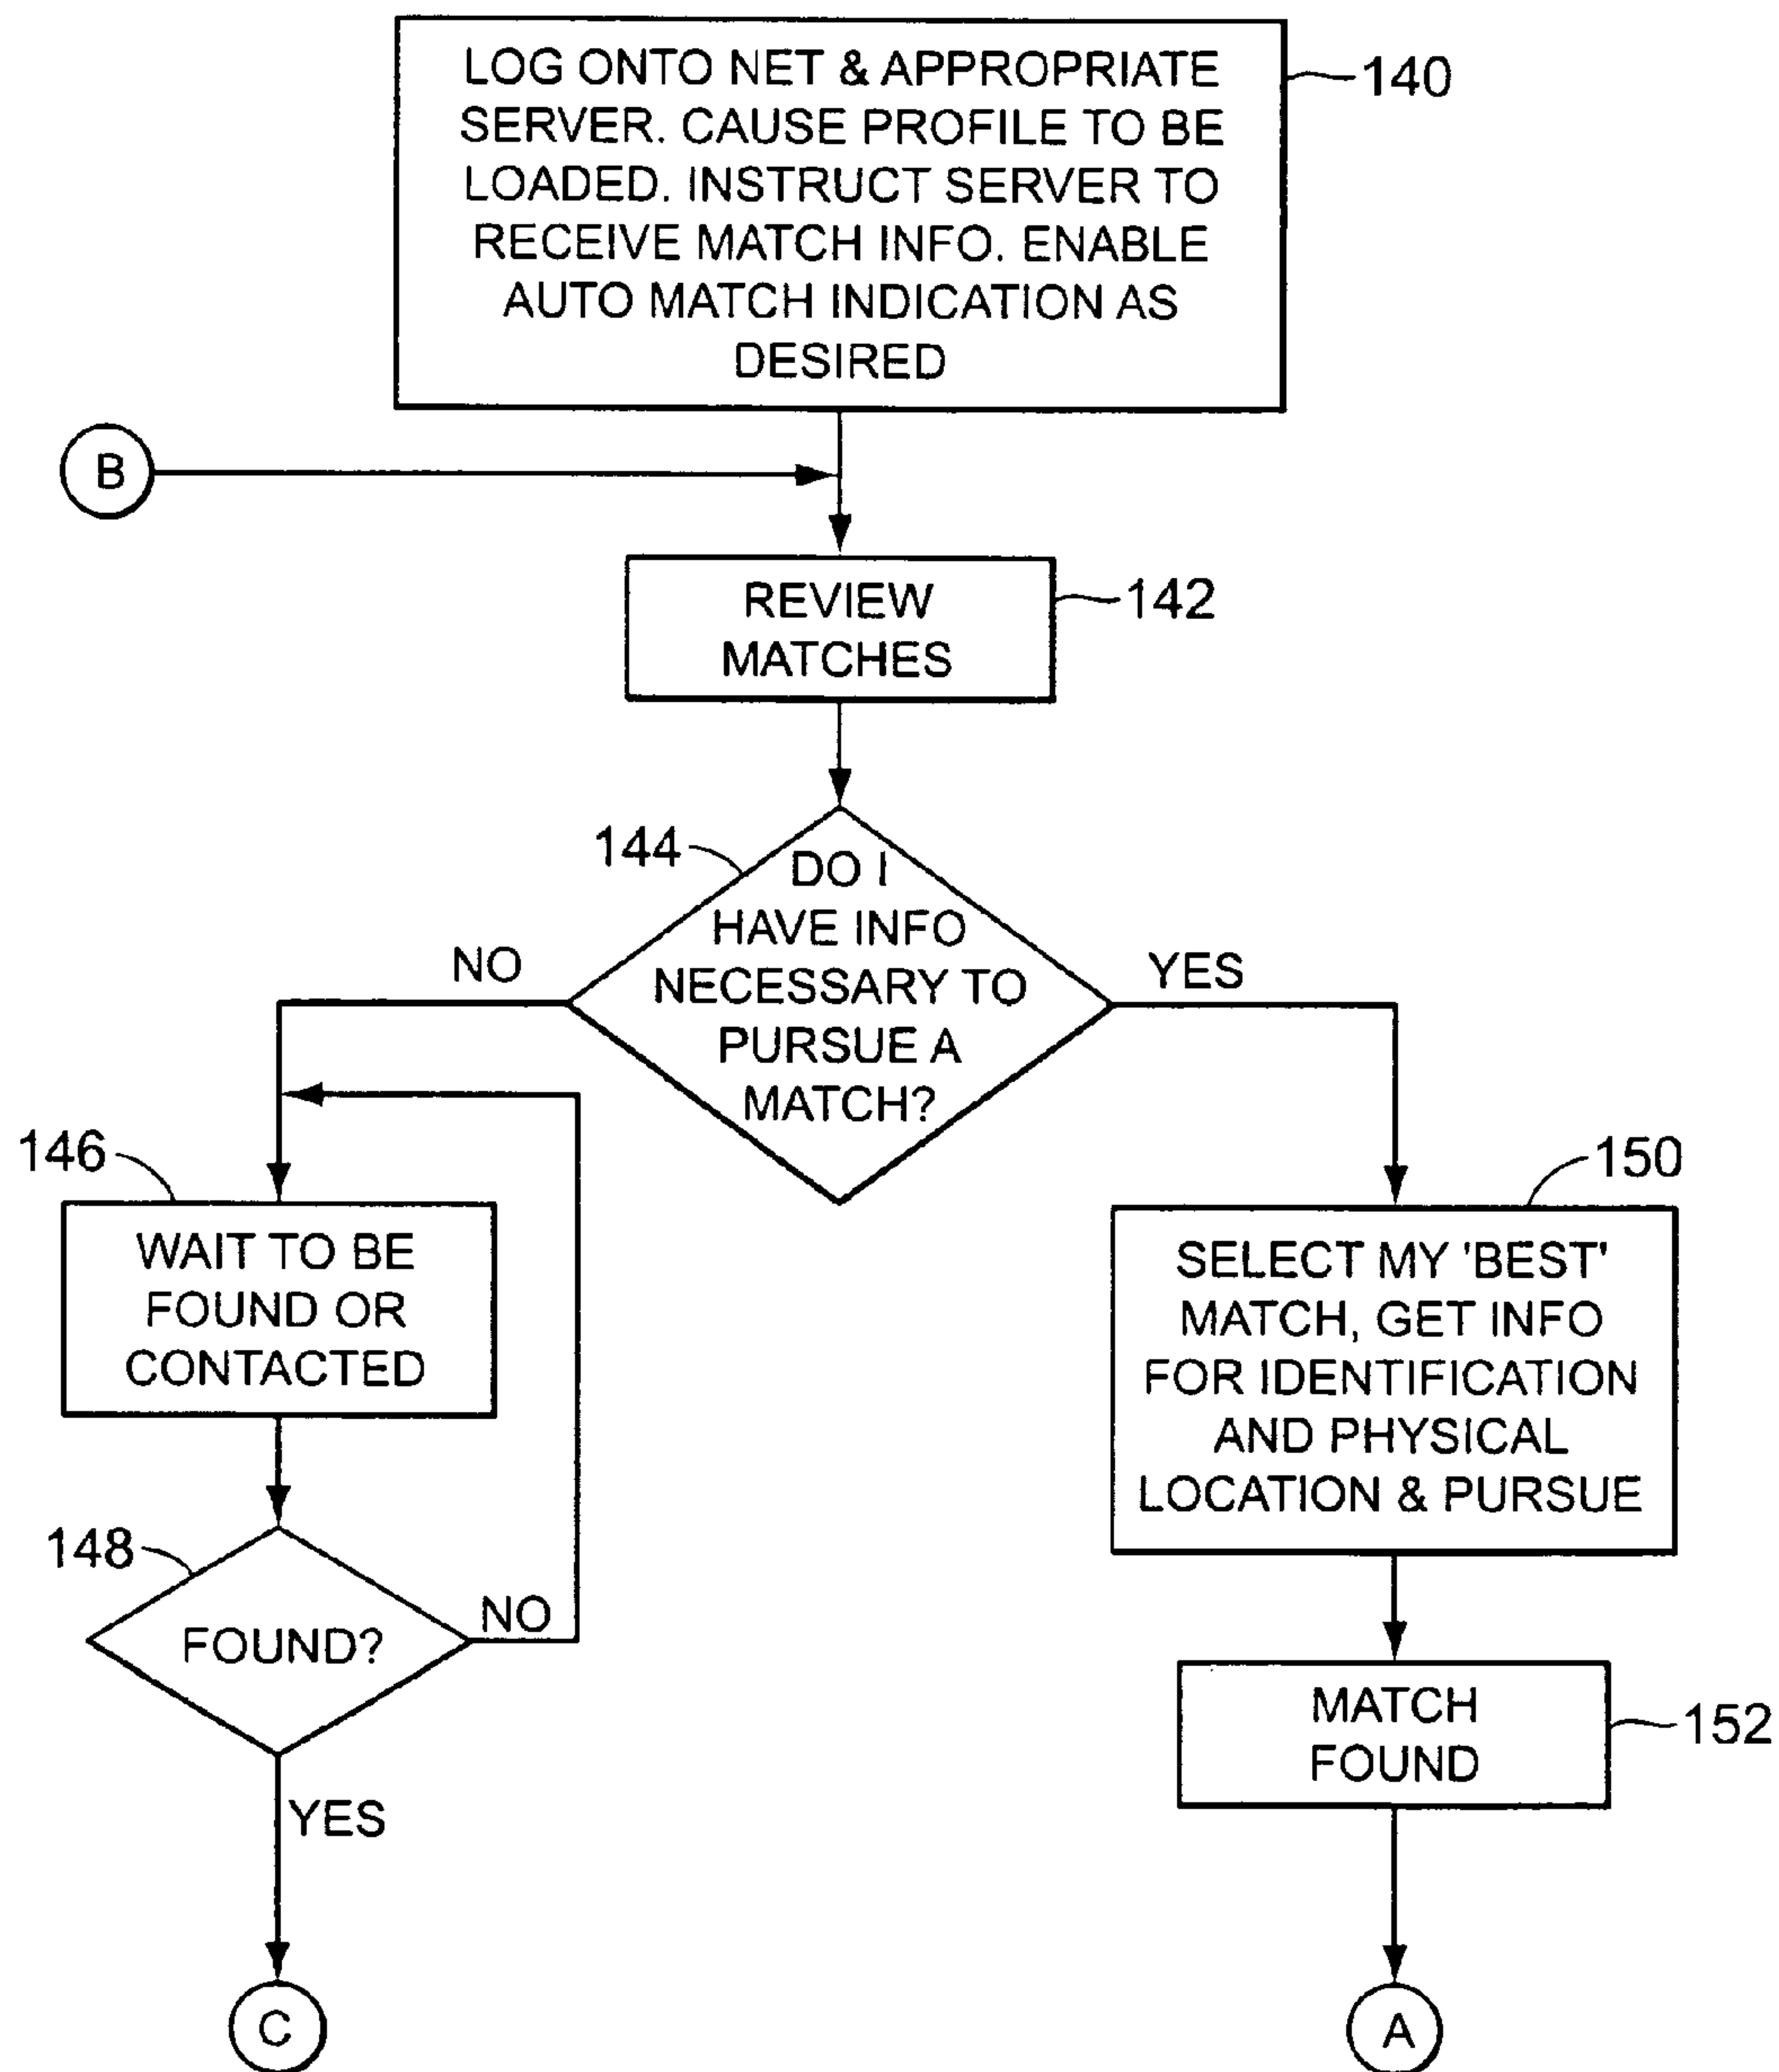 LOG ONTO NET & APPROPRIATE
SERVER. CAUSE PROFILE TO BE
LOADED. INSTRUCT SERVER TO
RECEIVE MATCH INFO. ENABLE
AUTO MATCH INDICATION AS
DESIRED
140
B
REVIEW
MATCHES
142
144
DO I
HAVE INFO
NECESSARY TO
PURSUE A
MATCH?
NO
YES
146
WAIT TO BE
FOUND OR
CONTACTED
150
SELECT MY 'BEST'
MATCH, GET INFO
FOR IDENTIFICATION
AND PHYSICAL
LOCATION & PURSUE
148
FOUND?
NO
YES
MATCH
FOUND
152
C
A